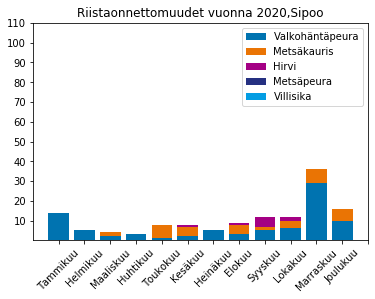 Riistaonnettomuudet vuonna 2020,Sipoo
110
100
90
80
70
60
50
40
30
20
10
Valkohäntäpeura
Metsäkauris
Hirvi
Metsäpeura
Villisika
Tammikuu
Helmikuu
Maaliskuu
Huhtikuu
Toukokuu
Kesäkuu
Heinäkuu
Elokuu
Syyskuu
Lokakuu
Marraskuu
Joulukuu